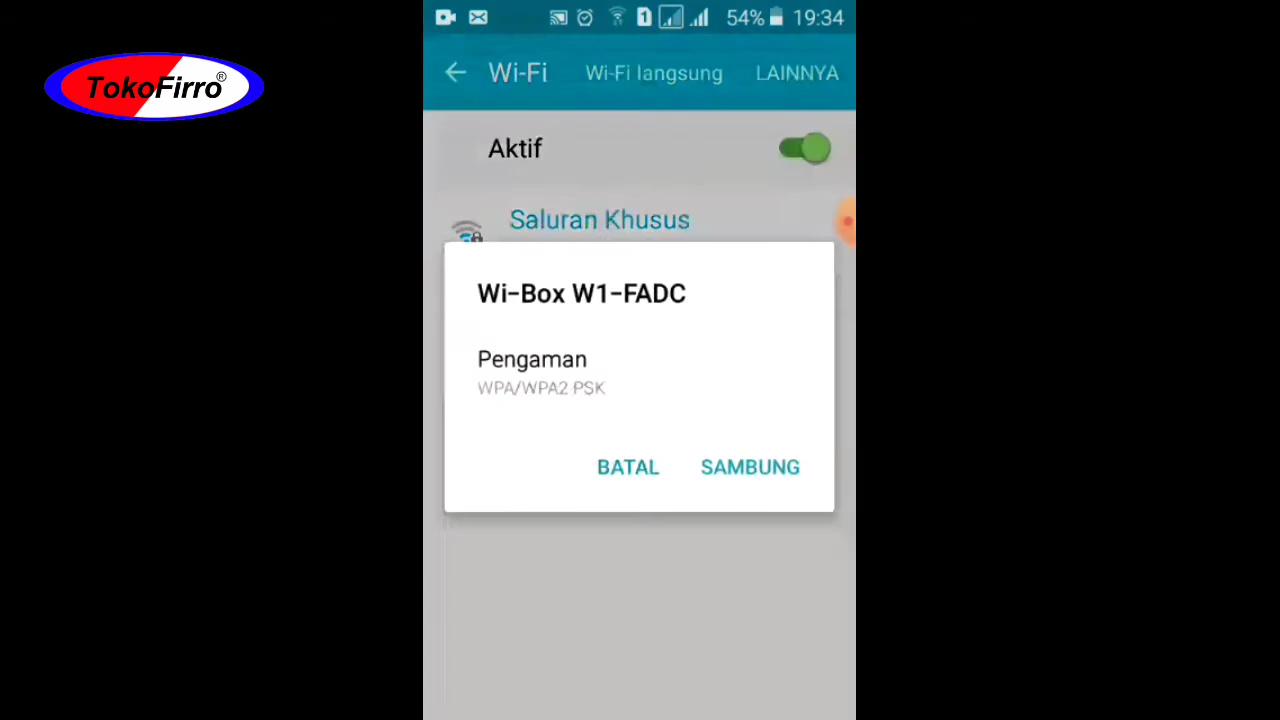 TokoFirro®
1 54% 19:34
Wi-Fi Wi-Fi langsung LAINNYA
Aktif
Saluran Khusus
Wi-Box W1-FADC
Pengaman
WPA/WPA2 PSK
BATAL SAMBUNG